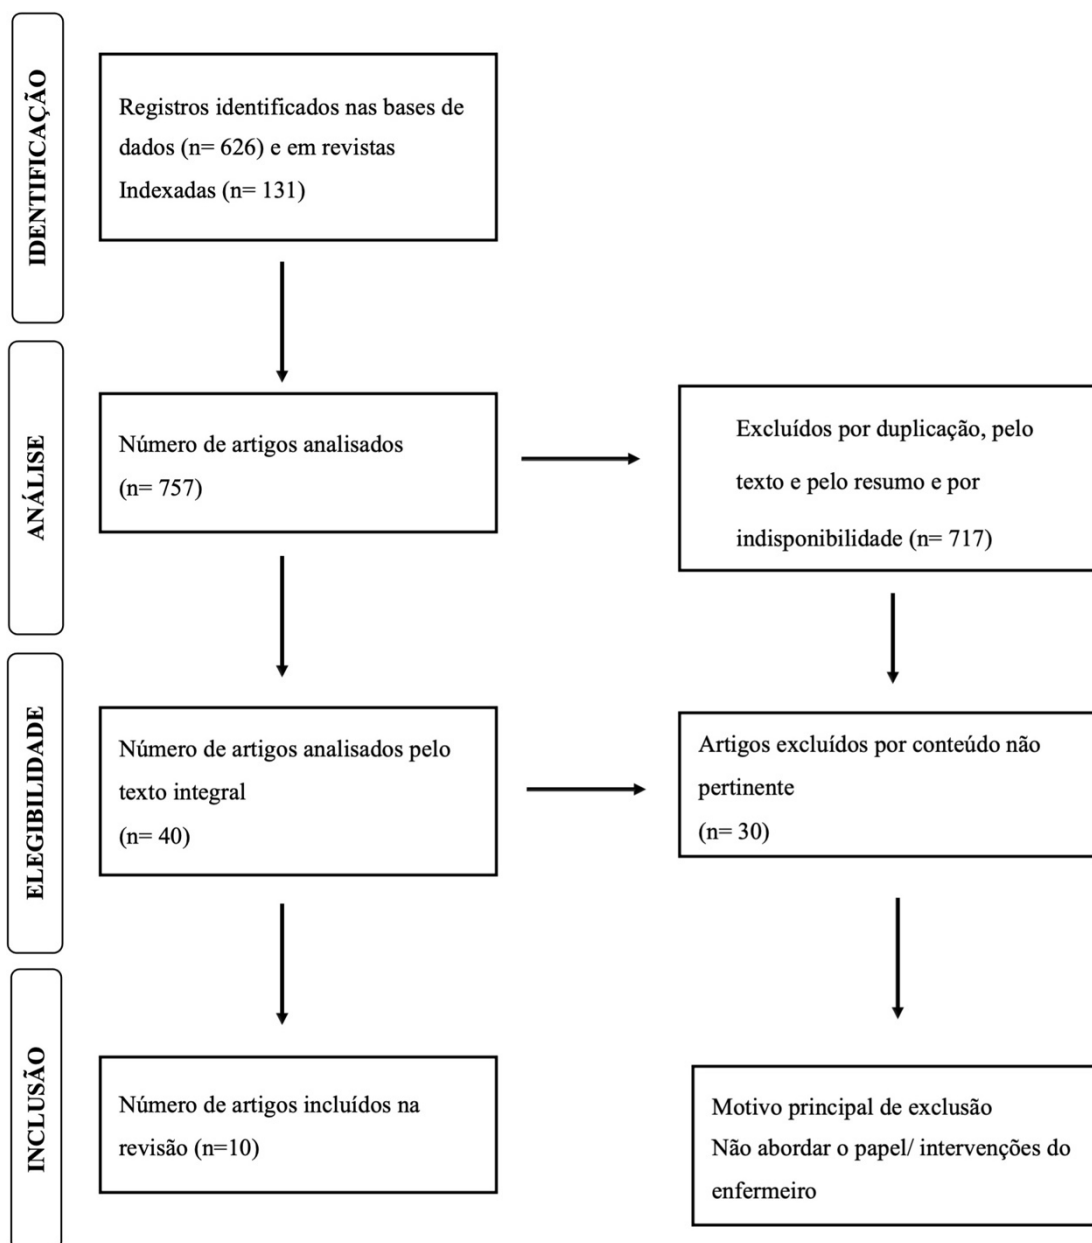 IDENTIFICAÇÃO
Registros identificados nas bases de
dados (n= 626) e em revistas
Indexadas (n= 131)
ANÁLISE
Número de artigos analisados
(n= 757)
Excluídos por duplicação, pelo
texto e pelo resumo e por
indisponibilidade (n= 717)
ELEGIBILIDADE
Número de artigos analisados pelo
texto integral
(n= 40)
Artigos excluídos por conteúdo não
pertinente
(n= 30)
INCLUSÃO
Número de artigos incluídos na
revisão (n=10)
Motivo principal de exclusão
Não abordar o papel/ intervenções do
enfermeiro